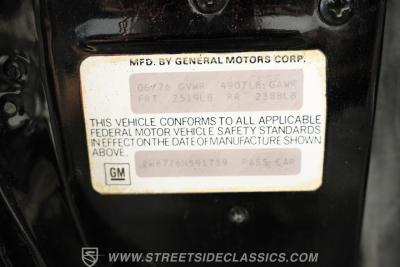 MFD. BY GENERAL MOTORS CORP.
06/76 GVWR 4907LB GAWR
FRT 2519LB RR 2388LB
THIS VEHICLE CONFORMS TO ALL APPLICABLE
FEDERAL MOTOR VEHICLE SAFETY STANDARDS
IN EFFECT ON THE DATE OF MANUFACTURE SHOWN
ABOVE.
GM
PASS CAR
STREETSIDECLASSICS.COM